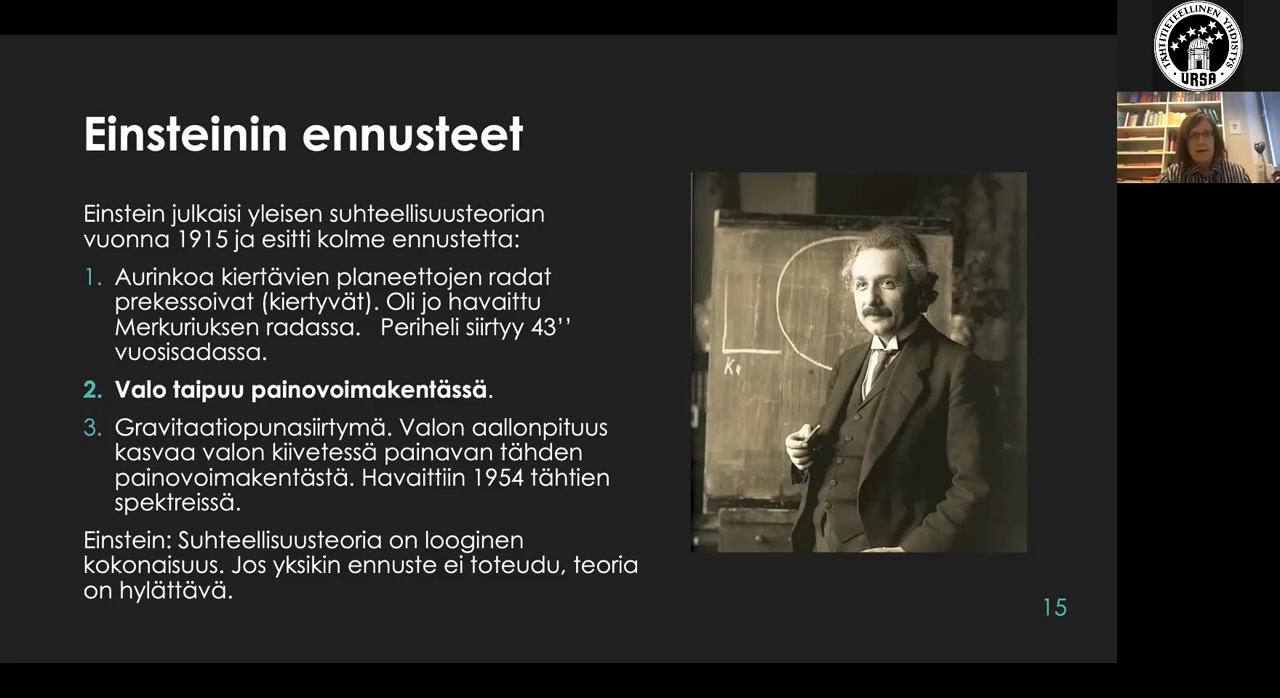 Einsteinin ennusteet
Einstein julkaisi yleisen suhteellisuusteorian
vuonna 1915 ja esitti kolme ennustetta:
1. Aurinkoa kiertävien planeettojen radat
prekessoivat (kiertyvät). Oli jo havaittu
Merkuriuksen radassa. Periheli siirtyy 43’’
vuosisadassa.
2. Valo taipuu painovoimakentässä.
3. Gravitaatiopunasiirtymä. Valon aallonpituus
kasvaa valon kiivetessä painavan tähden
painovoimakentästä. Havaittiin 1954 tähtien
spektreissä.
Einstein: Suhteellisuusteoria on looginen
kokonaisuus. Jos yksikin ennuste ei toteudu, teoria
on hylättävä.
15
TÄHTITIETEELLINEN YHDISTYS
URSA